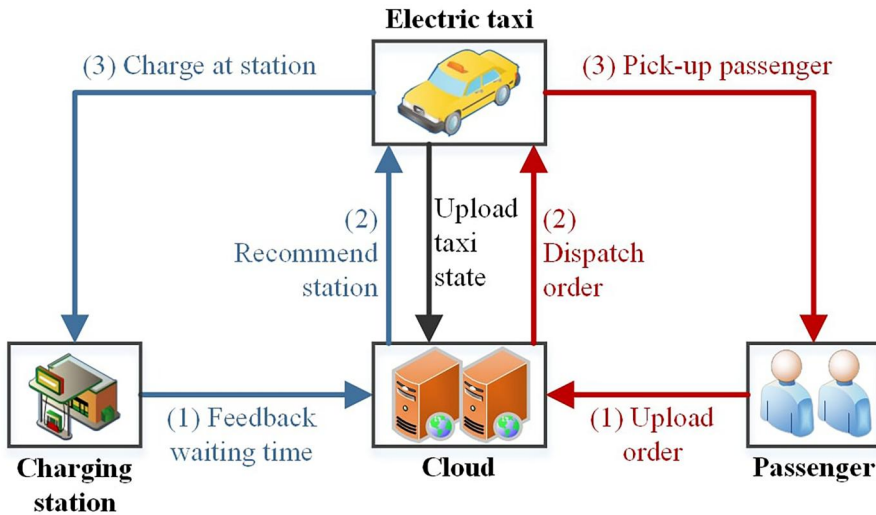 Electric taxi
(3) Charge at station
(3) Pick-up passenger
(2)
Recommend
station
Upload
taxi
state
(2)
Dispatch
order
(1) Feedback
waiting time
(1) Upload
order
Charging
station
Cloud
Passenger